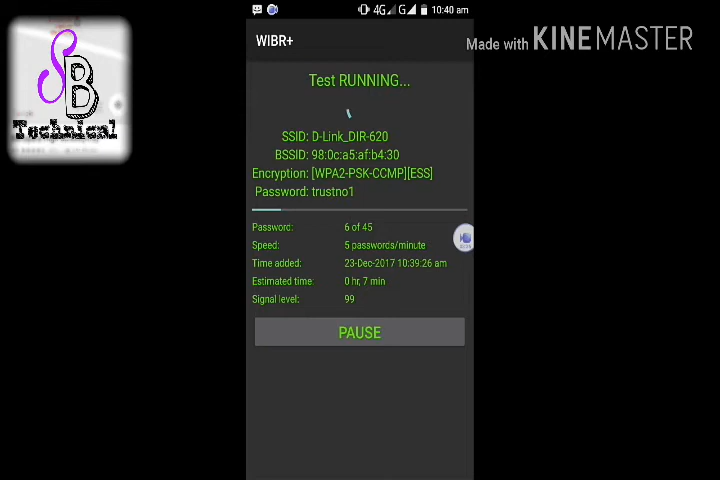 4G G 10:40 am
WIBR+
Made with KINEMASTER
SB
Technical
Test RUNNING...
SSID: D-Link_DIR-620
BSSID: 98:0c:a5:af:b4:30
Encryption: [WPA2-PSK-CCMP][ESS]
Password: trustno1
Password: 6 of 45
Speed: 5 passwords/minute
Time added: 23-Dec-2017 10:39:26 am
Estimated time: 0 hr, 7 min
Signal level: 99
PAUSE